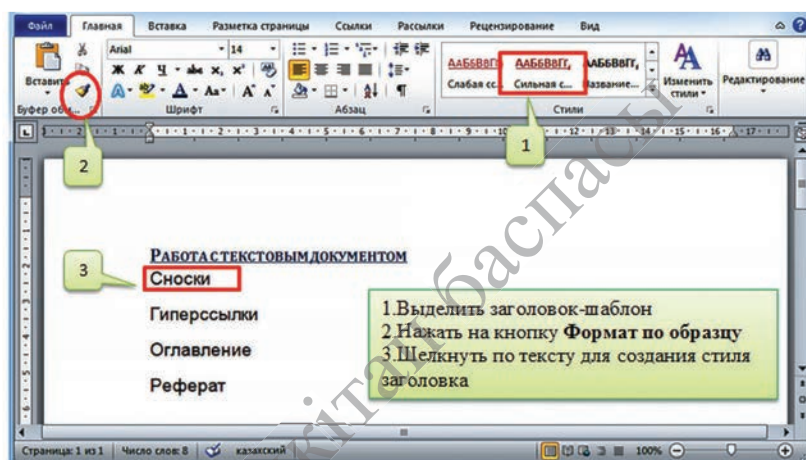 Файл Главная Вставка Разметка страницы Ссылки Рассылки Рецензирование Вид
Arial 14
Вставить
Ж К Ч abc x, x²
Aa A A
ААБбВвГг, ААБбВвГг, ААБбВвГг,
Слабая сс... Сильная с... Название...
Изменить стили
Редактирование
Буфер обм... Шрифт Абзац Стили
1
2
РАБОТА С ТЕКСТОВЫМ ДОКУМЕНТОМ
3
Сноски
Гиперссылки
Оглавление
Реферат
1.Выделить заголовок-шаблон
2.Нажать на кнопку Формат по образцу
3.Щелкнуть по тексту для создания стиля
заголовка
Страница: 1 из 1 Число слов: 8 казахский 100%
кітап баспасы